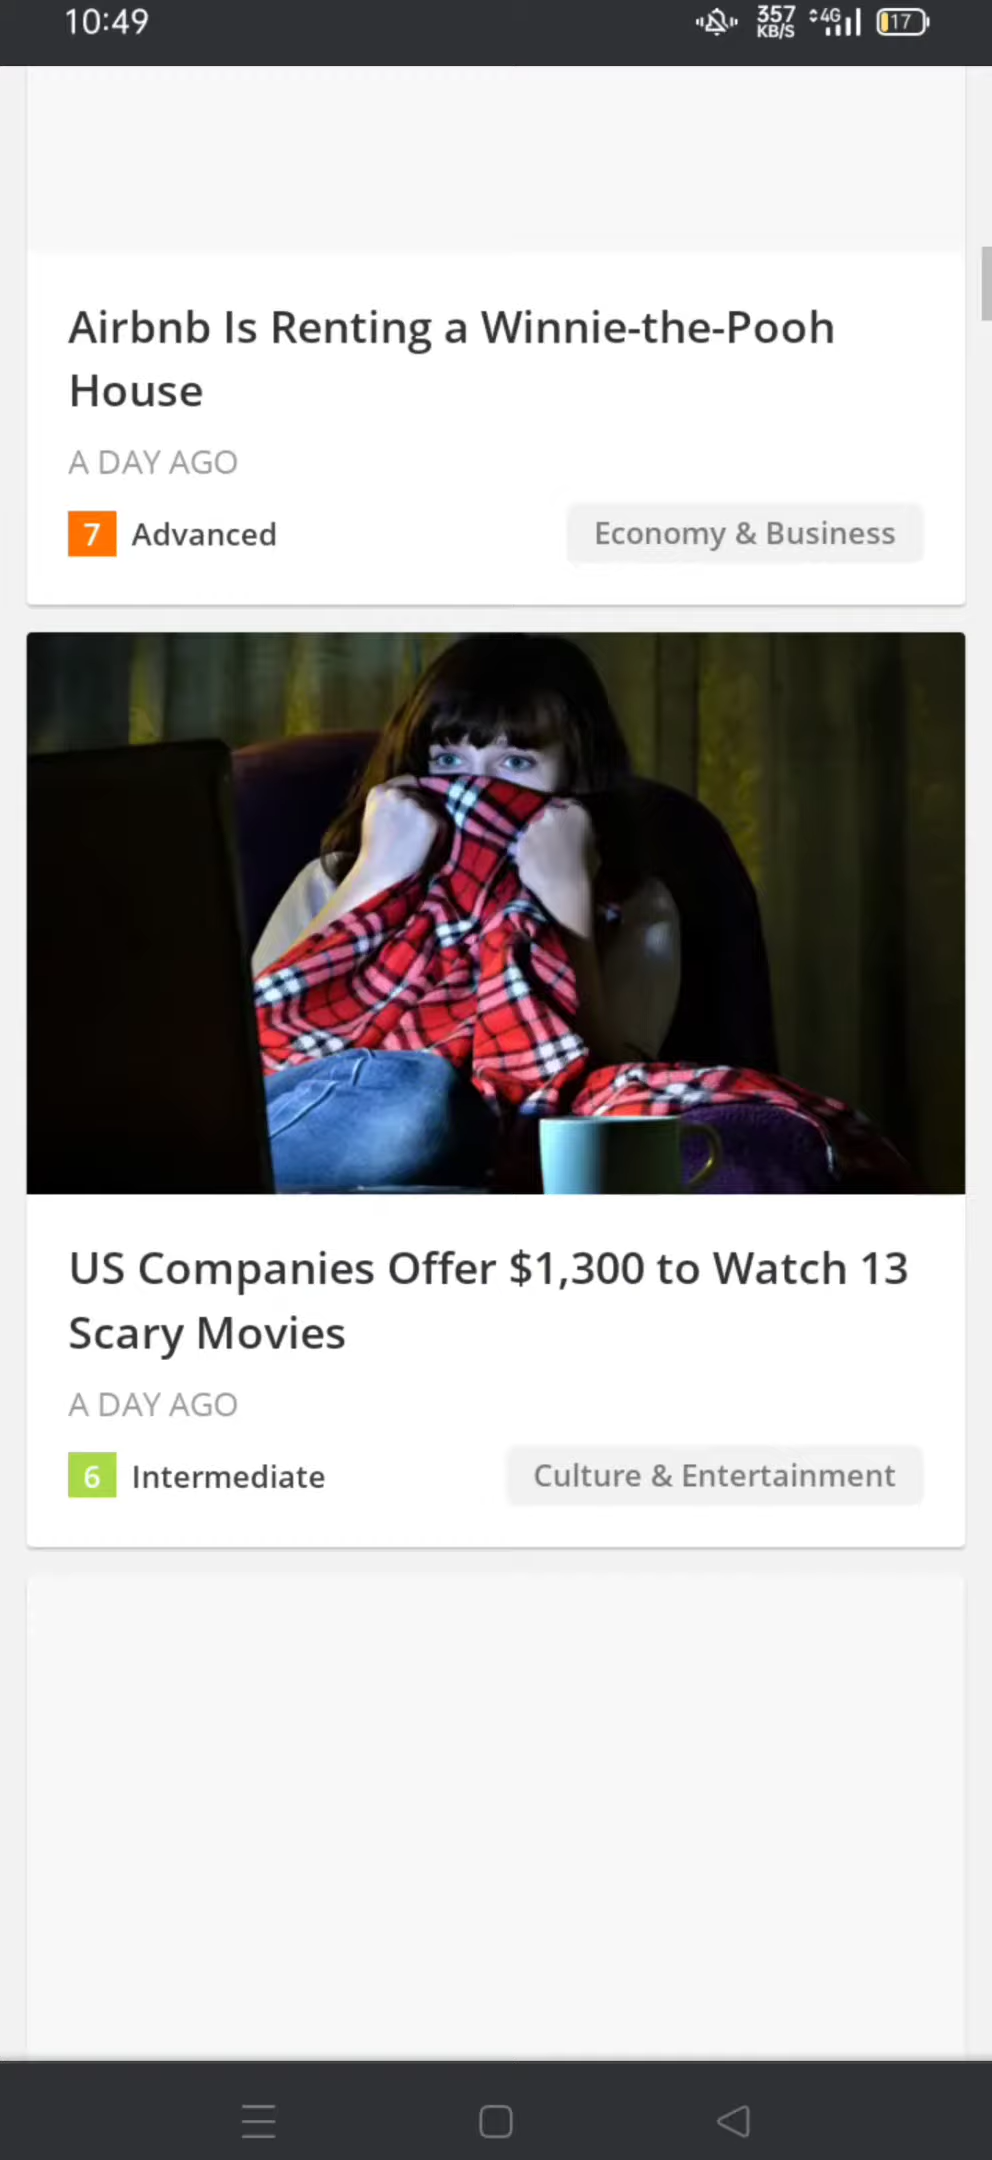 10:49
357
KB/S
4G
17
Airbnb Is Renting a Winnie-the-Pooh
House
A DAY AGO
7 Advanced
Economy & Business
US Companies Offer $1,300 to Watch 13
Scary Movies
A DAY AGO
6 Intermediate
Culture & Entertainment